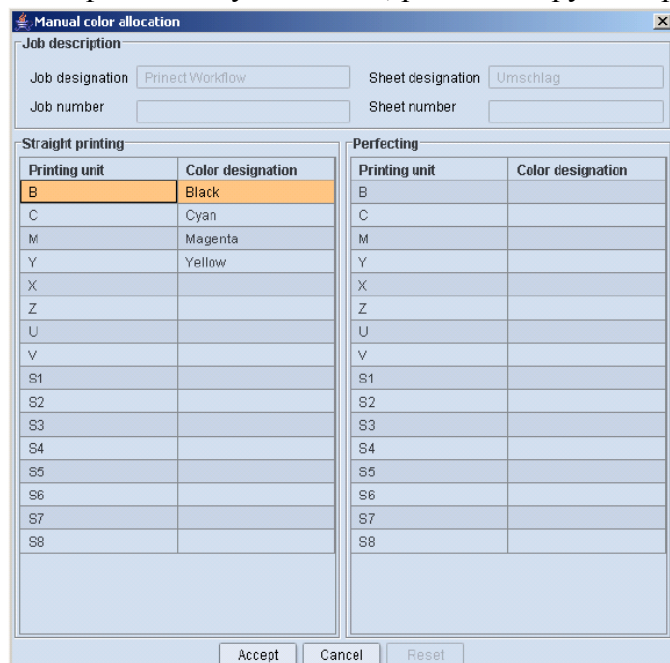 Manual color allocation
Job description
Job designation Prinect Workflow Sheet designation Umschlag
Job number Sheet number
Straight printing Perfecting
Printing unit Color designation Printing unit Color designation
B Black B
C Cyan C
M Magenta M
Y Yellow Y
X X
Z Z
U U
V V
S1 S1
S2 S2
S3 S3
S4 S4
S5 S5
S6 S6
S7 S7
S8 S8
Accept Cancel Reset